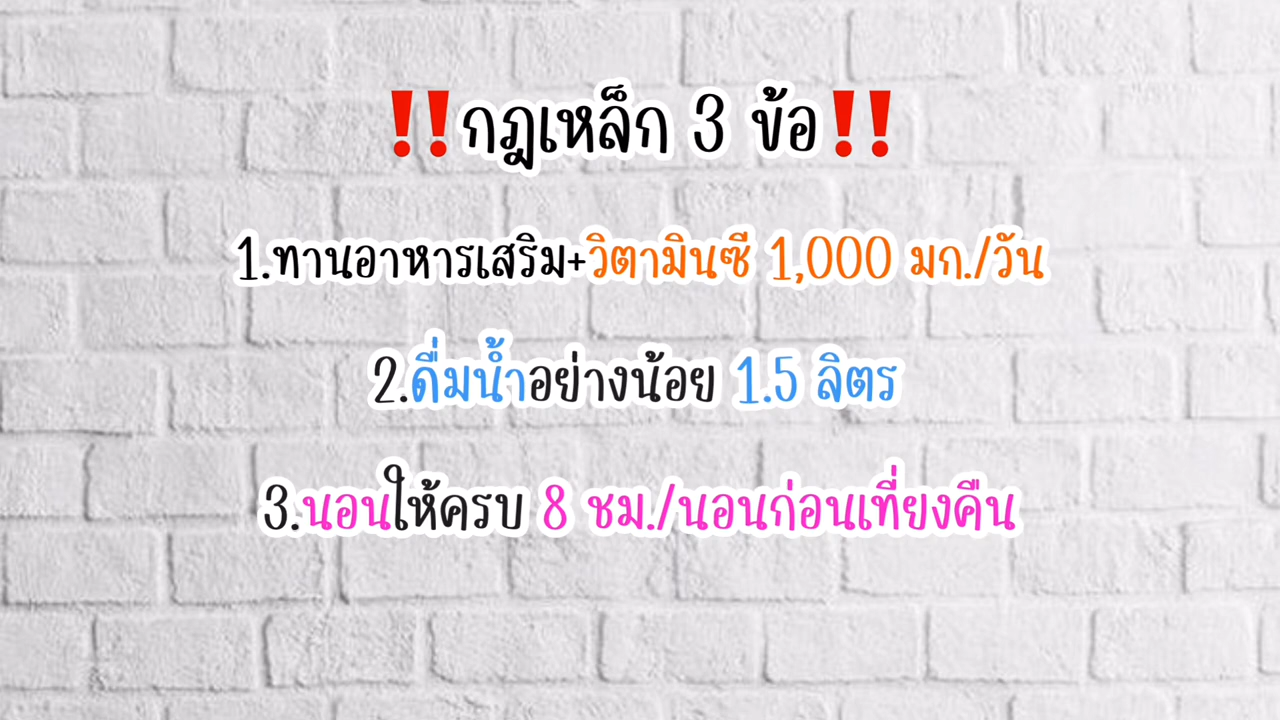 ‼️กฎเหล็ก 3 ข้อ‼️
1.ทานอาหารเสริม+วิตามินซี 1,000 มก./วัน
2.ดื่มน้ำอย่างน้อย 1.5 ลิตร
3.นอนให้ครบ 8 ชม./นอนก่อนเที่ยงคืน